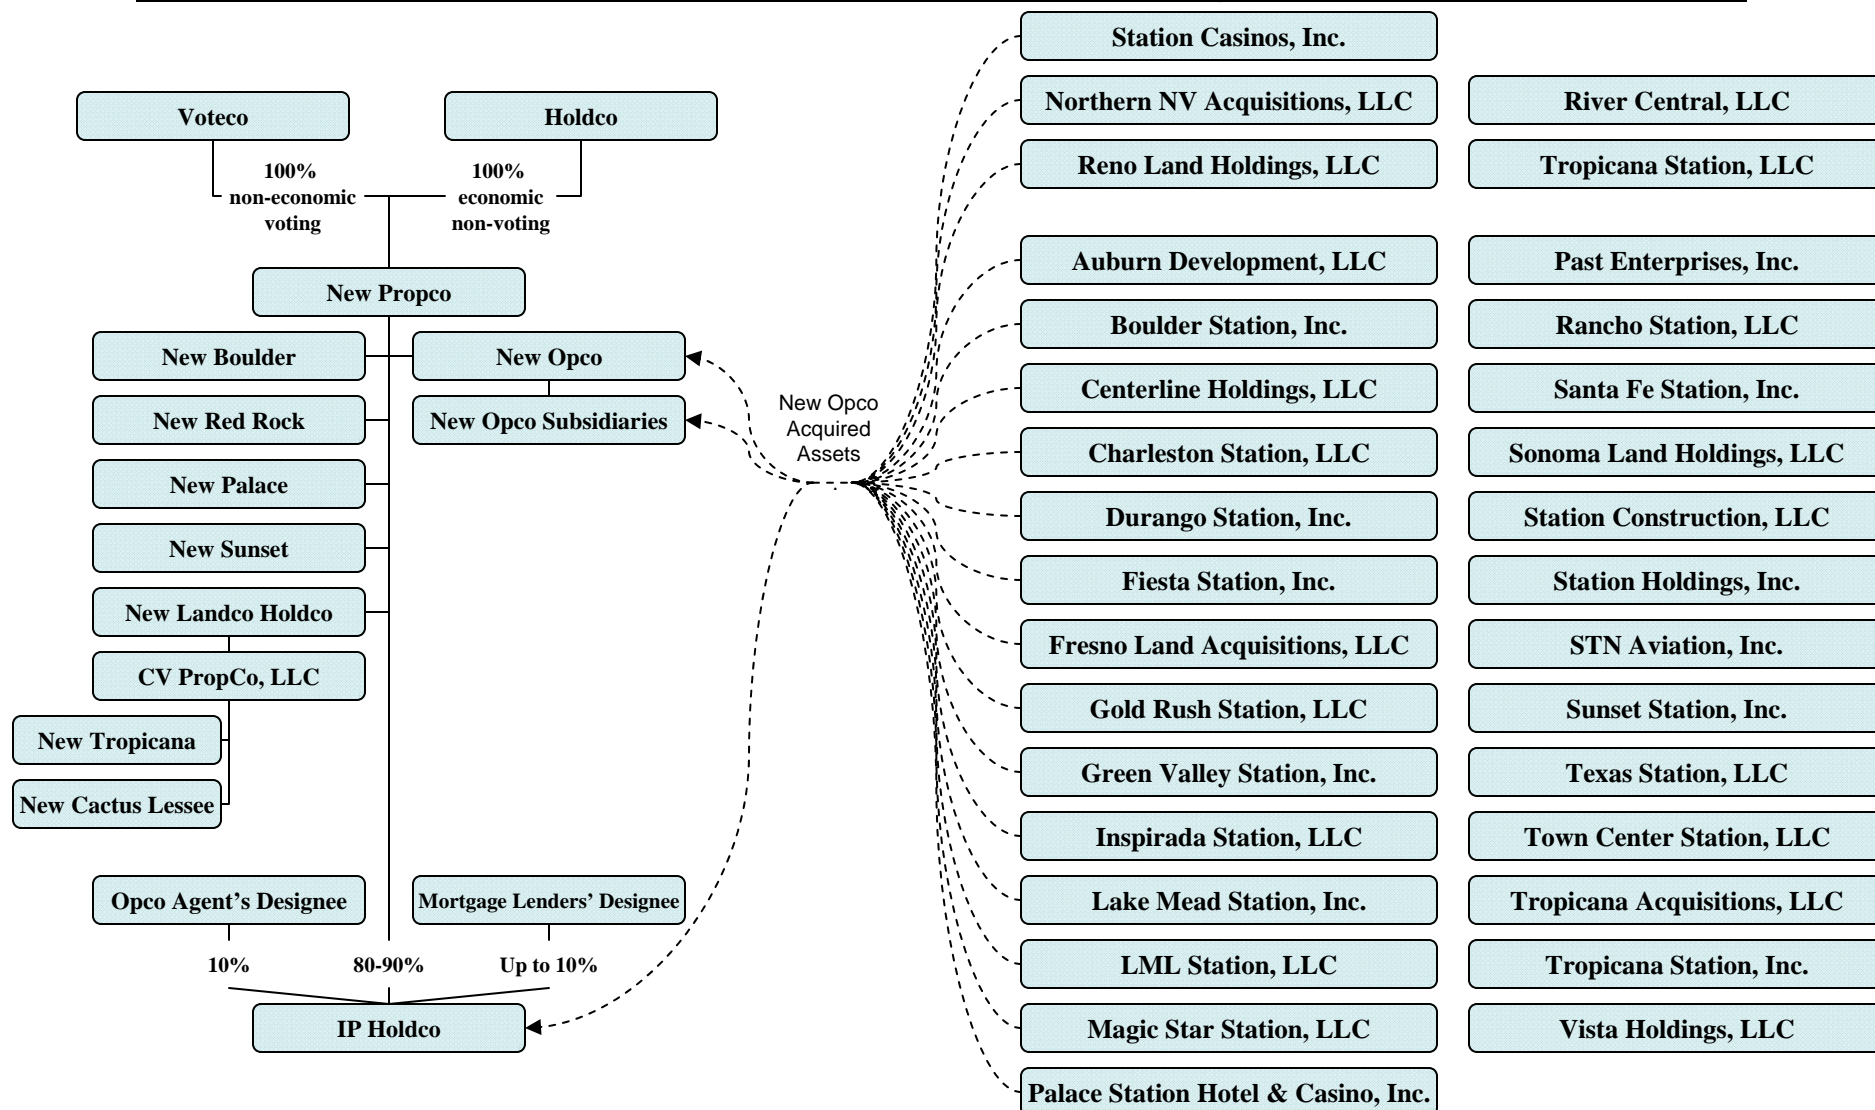 Voteco
Holdco
100%
non-economic
voting
100%
economic
non-voting
New Propco
New Boulder
New Opco
New Red Rock
New Opco Subsidiaries
New Palace
New Sunset
New Landco Holdco
CV PropCo, LLC
New Tropicana
New Cactus Lessee
Opco Agent's Designee
Mortgage Lenders' Designee
10%
80-90%
Up to 10%
IP Holdco
New Opco
Acquired
Assets
Station Casinos, Inc.
Northern NV Acquisitions, LLC
River Central, LLC
Reno Land Holdings, LLC
Tropicana Station, LLC
Auburn Development, LLC
Past Enterprises, Inc.
Boulder Station, Inc.
Rancho Station, LLC
Centerline Holdings, LLC
Santa Fe Station, Inc.
Charleston Station, LLC
Sonoma Land Holdings, LLC
Durango Station, Inc.
Station Construction, LLC
Fiesta Station, Inc.
Station Holdings, Inc.
Fresno Land Acquisitions, LLC
STN Aviation, Inc.
Gold Rush Station, LLC
Sunset Station, Inc.
Green Valley Station, Inc.
Texas Station, LLC
Inspirada Station, LLC
Town Center Station, LLC
Lake Mead Station, Inc.
Tropicana Acquisitions, LLC
LML Station, LLC
Tropicana Station, Inc.
Magic Star Station, LLC
Vista Holdings, LLC
Palace Station Hotel & Casino, Inc.